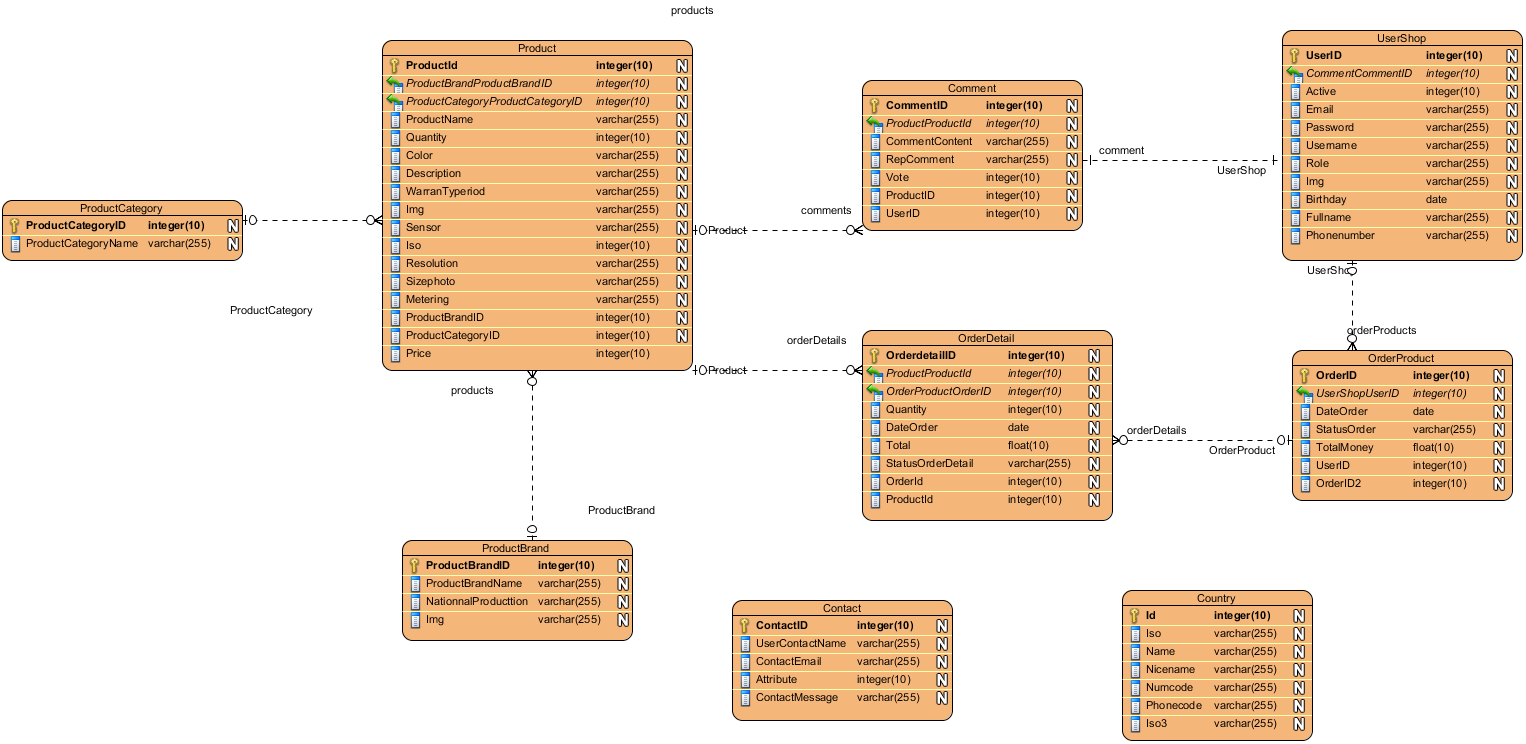 products
Product
ProductId integer(10) N
ProductBrandProductBrandID integer(10) N
ProductCategoryProductCategoryID integer(10) N
ProductName varchar(255) N
Quantity integer(10) N
Color varchar(255) N
Description varchar(255) N
WarranTyperiod varchar(255) N
Img varchar(255) N
Sensor varchar(255) N
Iso integer(10) N
Resolution varchar(255) N
Sizephoto varchar(255) N
Metering varchar(255) N
ProductBrandID integer(10) N
ProductCategoryID integer(10) N
Price integer(10)
ProductCategory
ProductCategoryID integer(10) N
ProductCategoryName varchar(255) N
ProductCategory
products
ProductBrand
ProductBrand
ProductBrandID integer(10) N
ProductBrandName varchar(255) N
NationnalProducttion varchar(255) N
Img varchar(255) N
comments
Product
Comment
CommentID integer(10) N
ProductProductId integer(10) N
CommentContent varchar(255) N
RepComment varchar(255) N
Vote integer(10) N
ProductID integer(10) N
UserID integer(10) N
comment
UserShop
UserShop
UserID integer(10) N
CommentCommentID integer(10) N
Active integer(10) N
Email varchar(255) N
Password varchar(255) N
Username varchar(255) N
Role varchar(255) N
Img varchar(255) N
Birthday date N
Fullname varchar(255) N
Phonenumber varchar(255) N
UserShop
orderProducts
orderDetails
Product
OrderDetail
OrderdetailID integer(10) N
ProductProductId integer(10) N
OrderProductOrderID integer(10) N
Quantity integer(10) N
DateOrder date N
Total float(10) N
StatusOrderDetail varchar(255) N
OrderId integer(10) N
ProductId integer(10) N
orderDetails
OrderProduct
OrderProduct
OrderID integer(10) N
UserShopUserID integer(10) N
DateOrder date N
StatusOrder varchar(255) N
TotalMoney float(10) N
UserID integer(10) N
OrderID2 integer(10) N
Contact
ContactID integer(10) N
UserContactName varchar(255) N
ContactEmail varchar(255) N
Attribute integer(10) N
ContactMessage varchar(255) N
Country
Id integer(10) N
Iso varchar(255) N
Name varchar(255) N
Nicename varchar(255) N
Numcode varchar(255) N
Phonecode varchar(255) N
Iso3 varchar(255) N